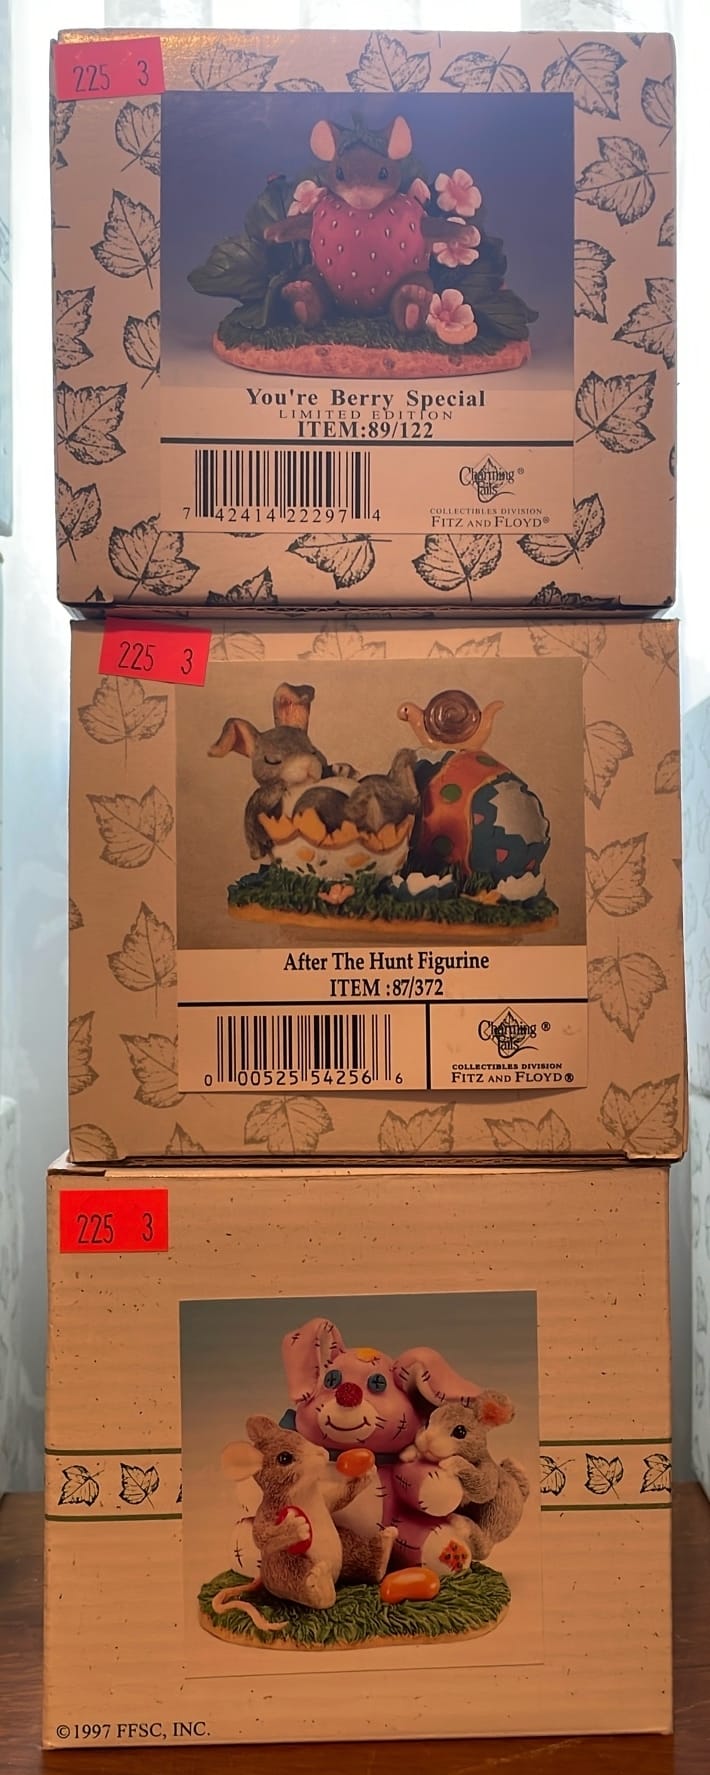 225 3
You're Berry Special
LIMITED EDITION
ITEM:89/122
7 42414 22297 4
Charming Tails®
COLLECTIBLES DIVISION
FITZ AND FLOYD®
225 3
After The Hunt Figurine
ITEM :87/372
0 00525 54256 6
Charming Tails®
COLLECTIBLES DIVISION
FITZ AND FLOYD®
225 3
©1997 FFSC, INC.